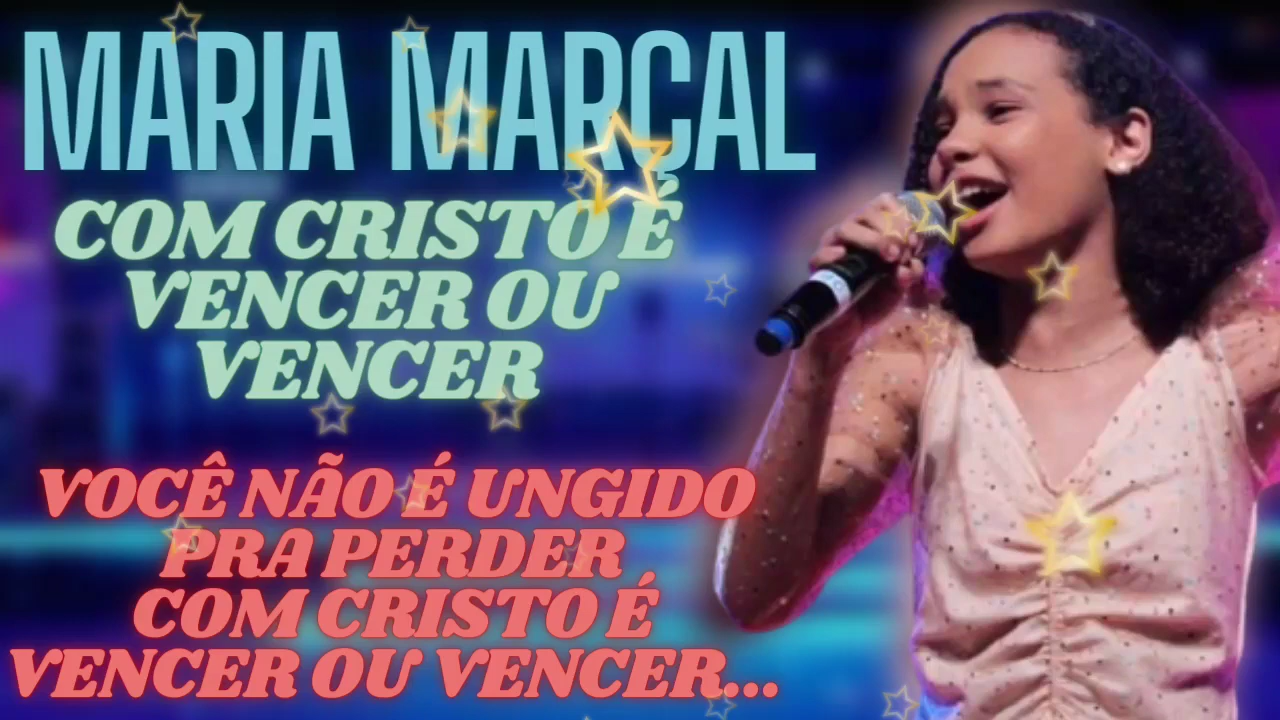 MARIA MARÇAL
COM CRISTO É
VENCER OU
VENCER
VOCÊ NÃO É UNGIDO
PRA PERDER
COM CRISTO É
VENCER OU VENCER...